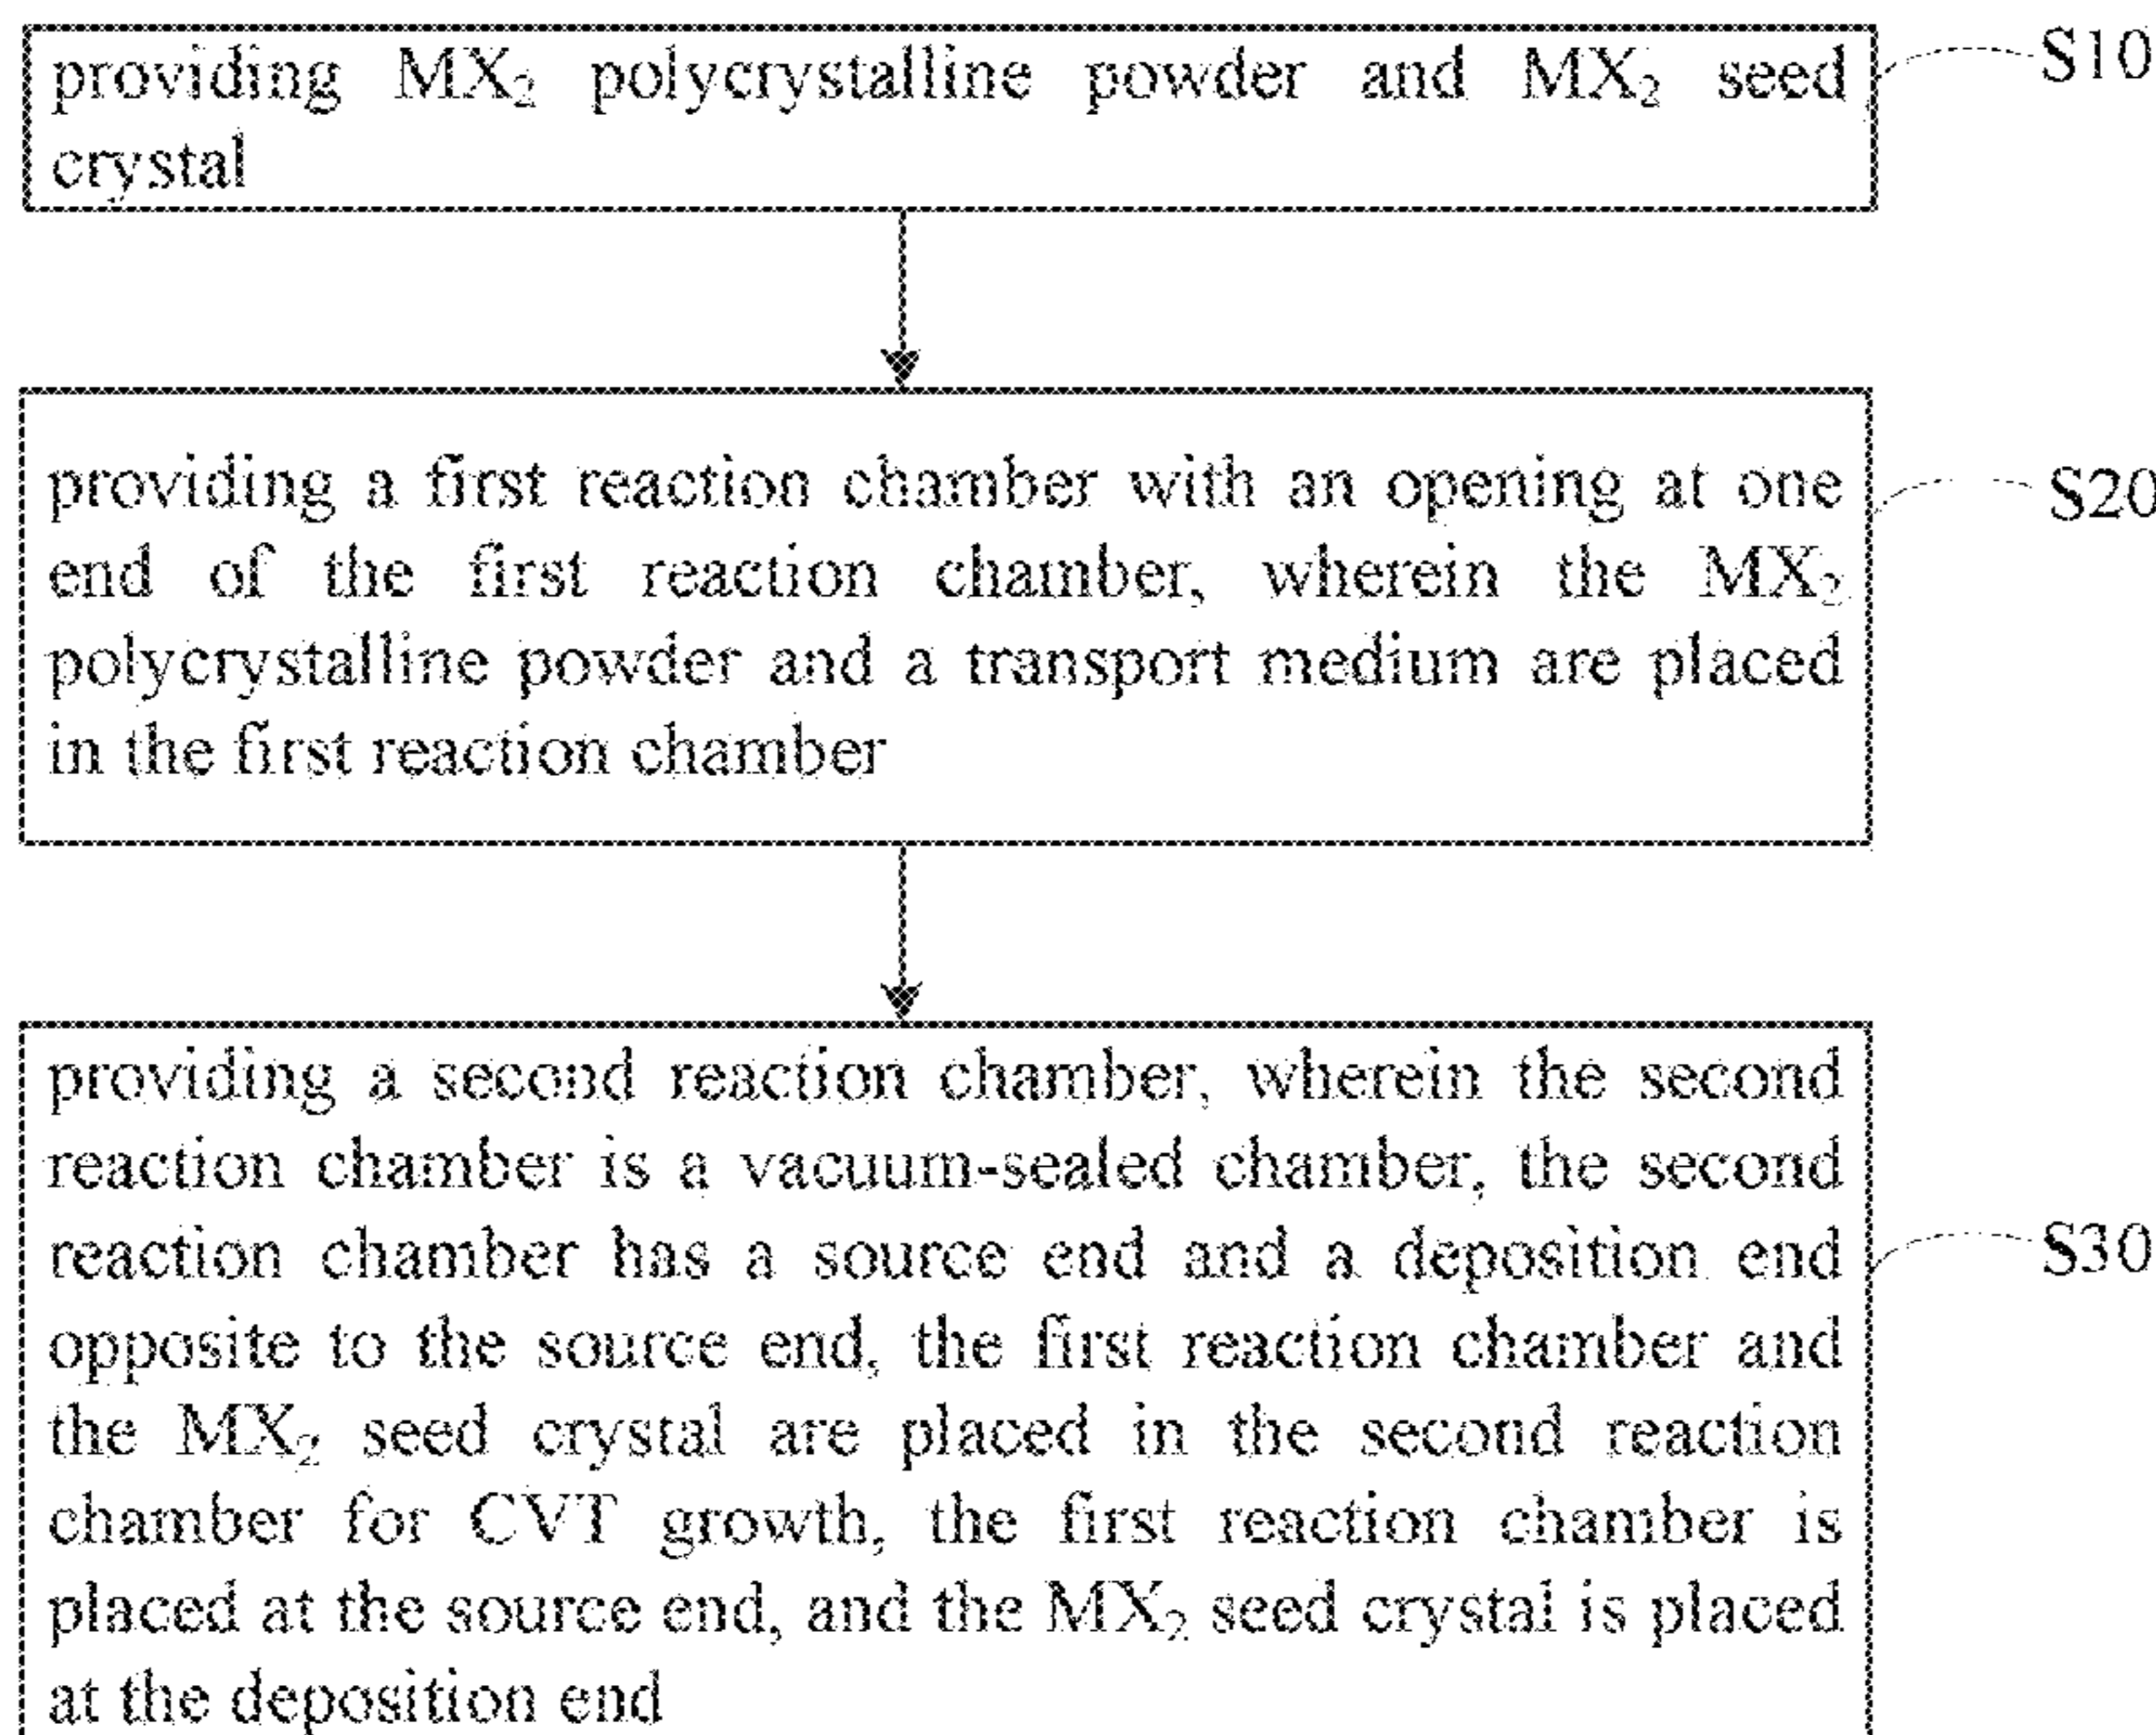 providing MX₂ polycrystalline powder and MX₂ seed
crystal
S10
providing a first reaction chamber with an opening at one
end of the first reaction chamber, wherein the MX₂
polycrystalline powder and a transport medium are placed
in the first reaction chamber
S20
providing a second reaction chamber, wherein the second
reaction chamber is a vacuum-sealed chamber, the second
reaction chamber has a source end and a deposition end
opposite to the source end, the first reaction chamber and
the MX₂ seed crystal are placed in the second reaction
chamber for CVT growth, the first reaction chamber is
placed at the source end, and the MX₂ seed crystal is placed
at the deposition end
S30